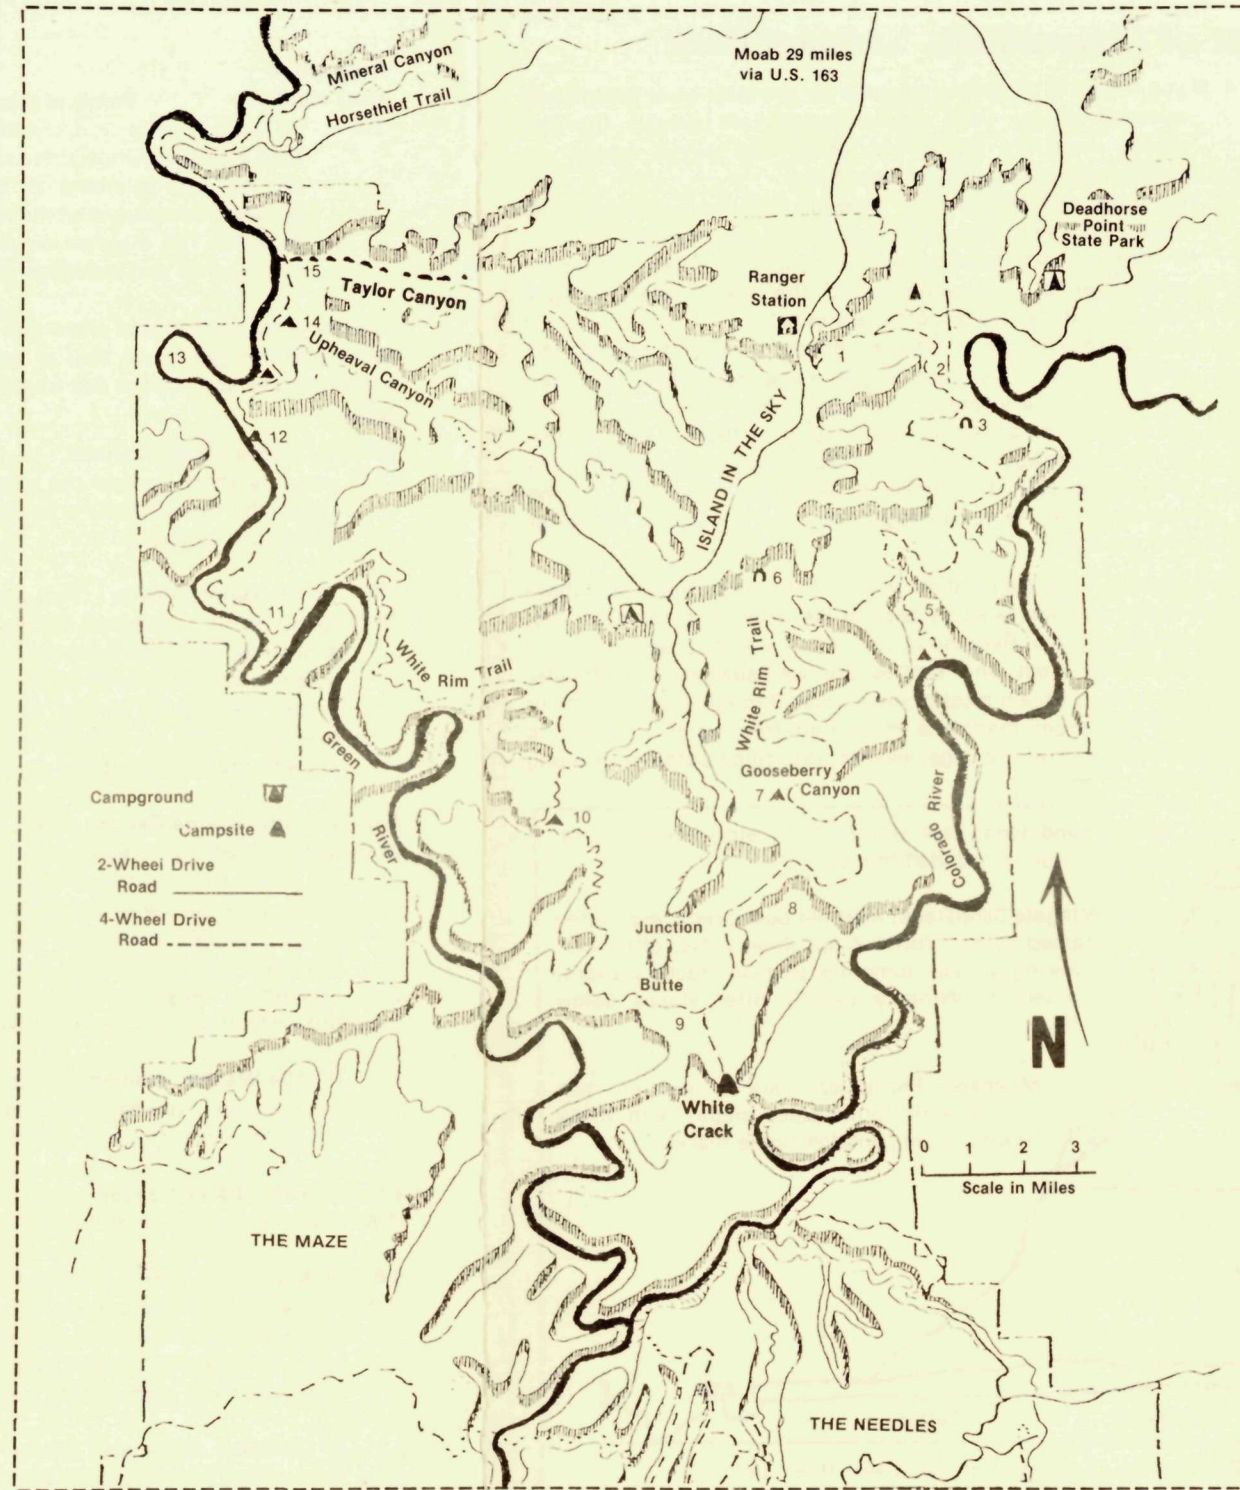 Mineral Canyon
Horsethief Trail
Moab 29 miles
via U.S. 163
Deadhorse
Point
State Park
Ranger
Station
15
Taylor Canyon
14
Upheaval Canyon
13
12
1
2
3
ISLAND IN THE SKY
4
6
5
11
White Rim Trail
White Rim Trail
Green
River
Gooseberry
Canyon
7
Colorado River
Campground
Campsite
2-Wheel Drive
Road
4-Wheel Drive
Road
10
8
Junction
Butte
9
N
White
Crack
0 1 2 3
Scale in Miles
THE MAZE
THE NEEDLES